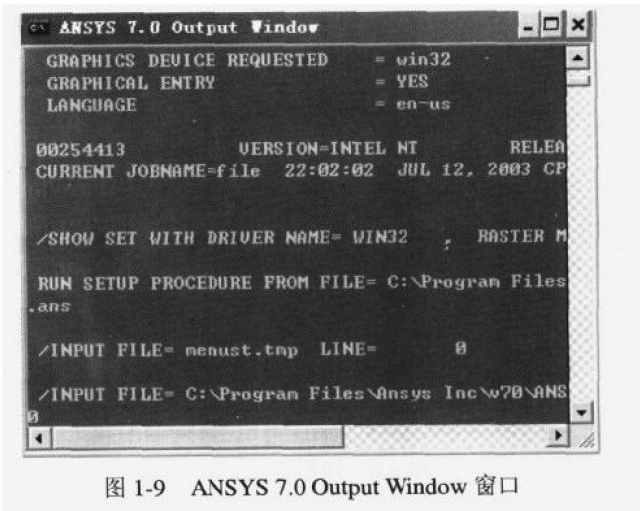 ANSYS 7.0 Output Window
GRAPHICS DEVICE REQUESTED = win32
GRAPHICAL ENTRY = YES
LANGUAGE = en-us
00254413 VERSION=INTEL NT RELEA
CURRENT JOBNAME=file 22:02:02 JUL 12, 2003 CP
/SHOW SET WITH DRIVER NAME= WIN32 , RASTER M
RUN SETUP PROCEDURE FROM FILE= C:\Program Files
.ans
/INPUT FILE= menust.tmp LINE= 0
/INPUT FILE= C:\Program Files\Ansys Inc\v70\ANS
0
图 1-9 ANSYS 7.0 Output Window 窗口